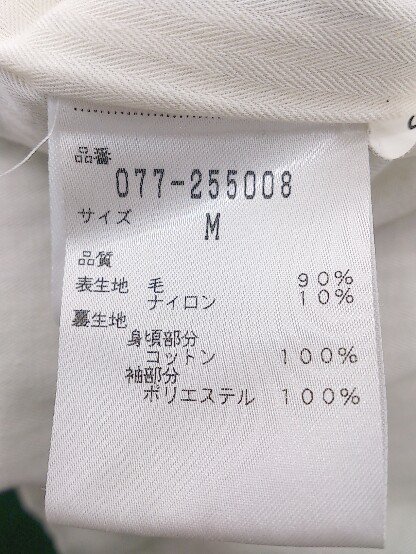 品番
077-255008
サイズ
M
品質
表生地 毛 90%
ナイロン 10%
裏生地
身頃部分
コットン 100%
袖部分
ポリエステル 100%